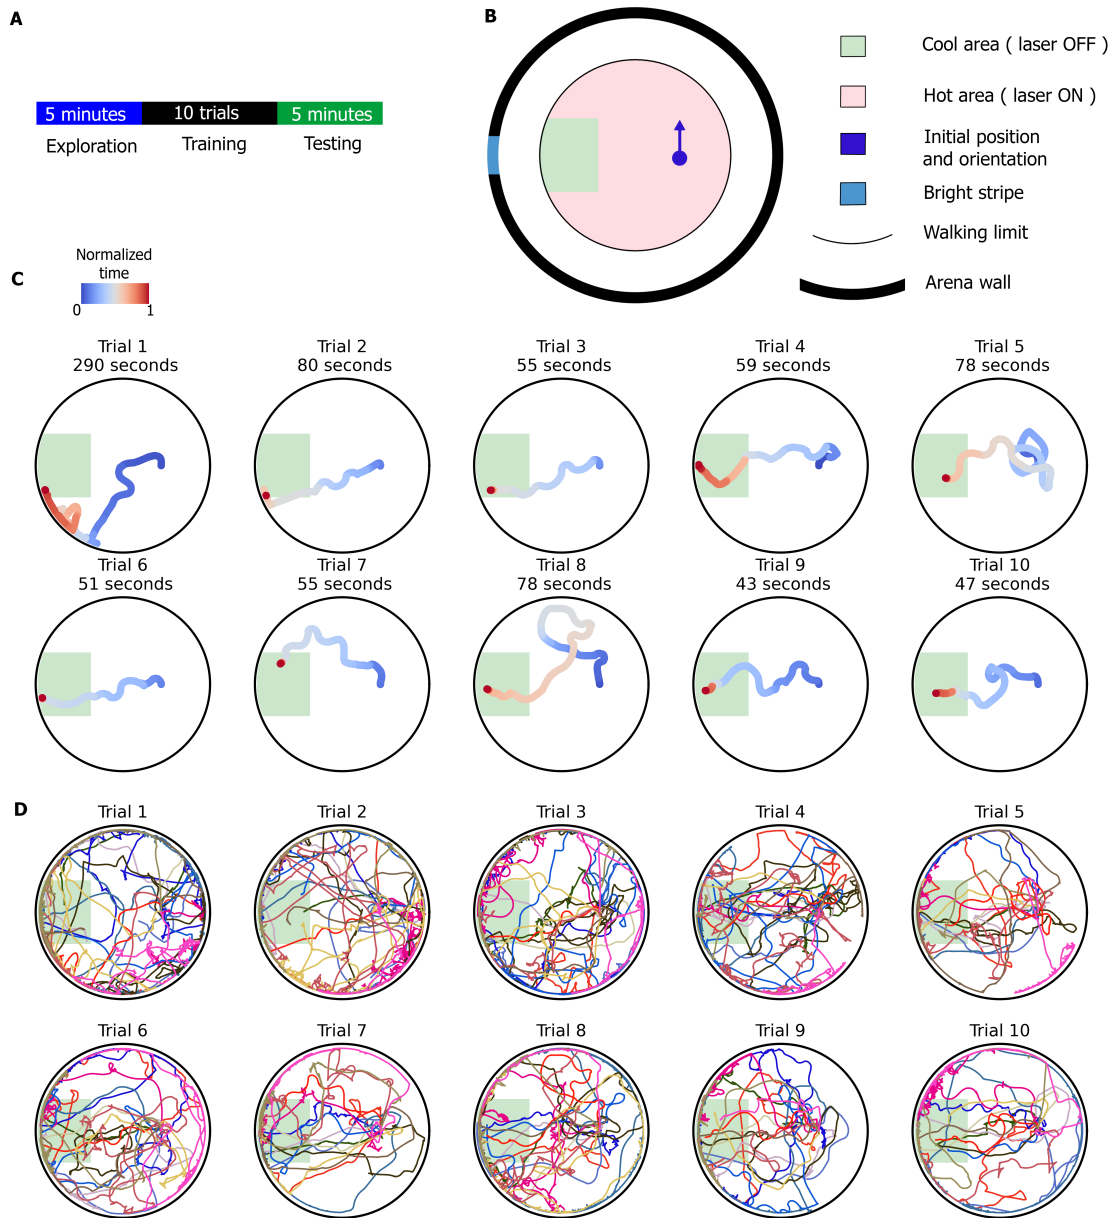 A
5 minutes 10 trials 5 minutes
Exploration Training Testing
B
Cool area ( laser OFF )
Hot area ( laser ON )
Initial position
and orientation
Bright stripe
Walking limit
Arena wall
C
Normalized
time
0 1
Trial 1 Trial 2 Trial 3 Trial 4 Trial 5
290 seconds 80 seconds 55 seconds 59 seconds 78 seconds
Trial 6 Trial 7 Trial 8 Trial 9 Trial 10
51 seconds 55 seconds 78 seconds 43 seconds 47 seconds
D
Trial 1 Trial 2 Trial 3 Trial 4 Trial 5
Trial 6 Trial 7 Trial 8 Trial 9 Trial 10